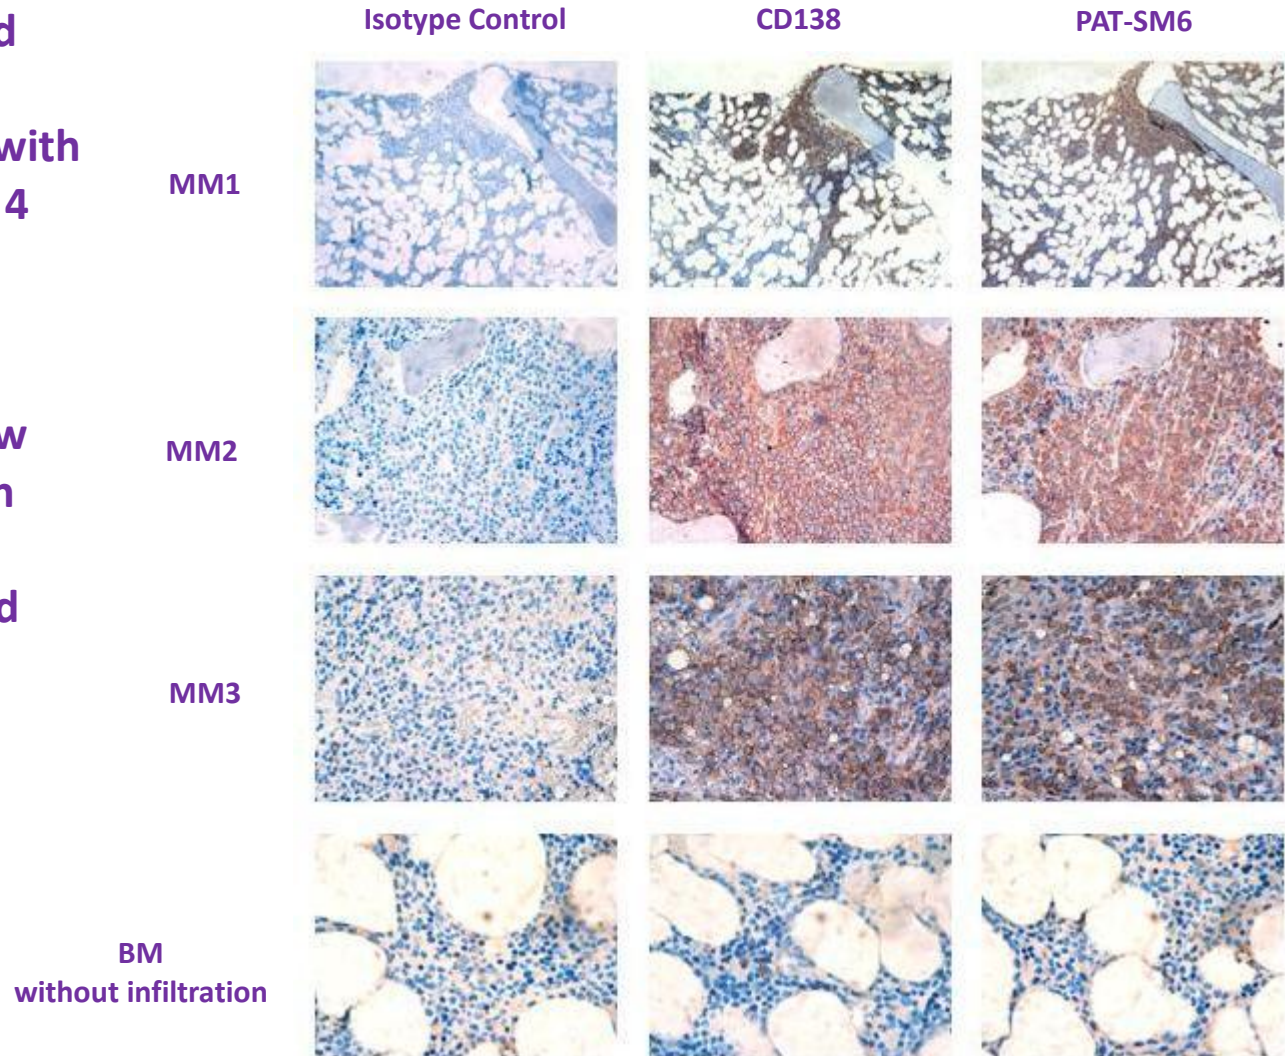 Isotype Control
CD138
PAT-SM6
d
with
4
MM1
w
n
MM2
d
MM3
BM
without infiltration